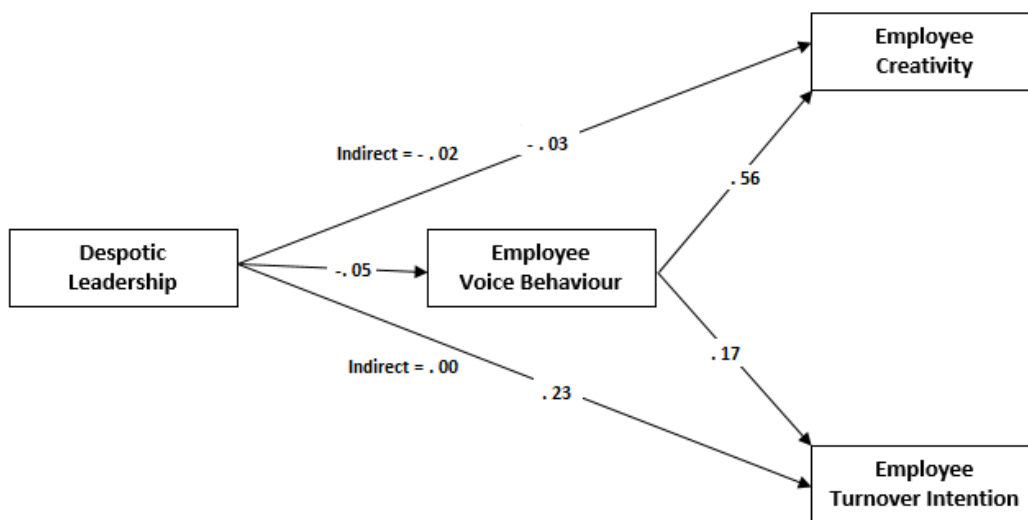 Employee
Creativity
- . 03
Indirect = - . 02
. 56
Despotic
Leadership
-. 05
Employee
Voice Behaviour
. 17
Indirect = . 00
. 23
Employee
Turnover Intention